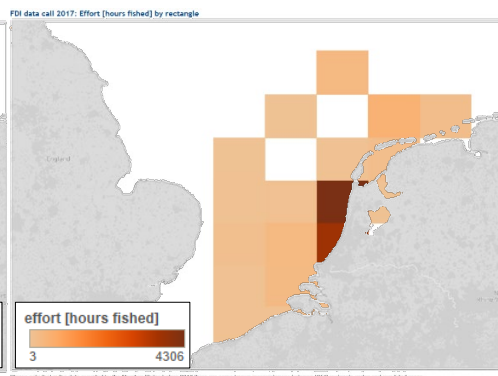 FDI data call 2017: Effort [hours fished] by rectangle
England
effort [hours fished]
3 4306